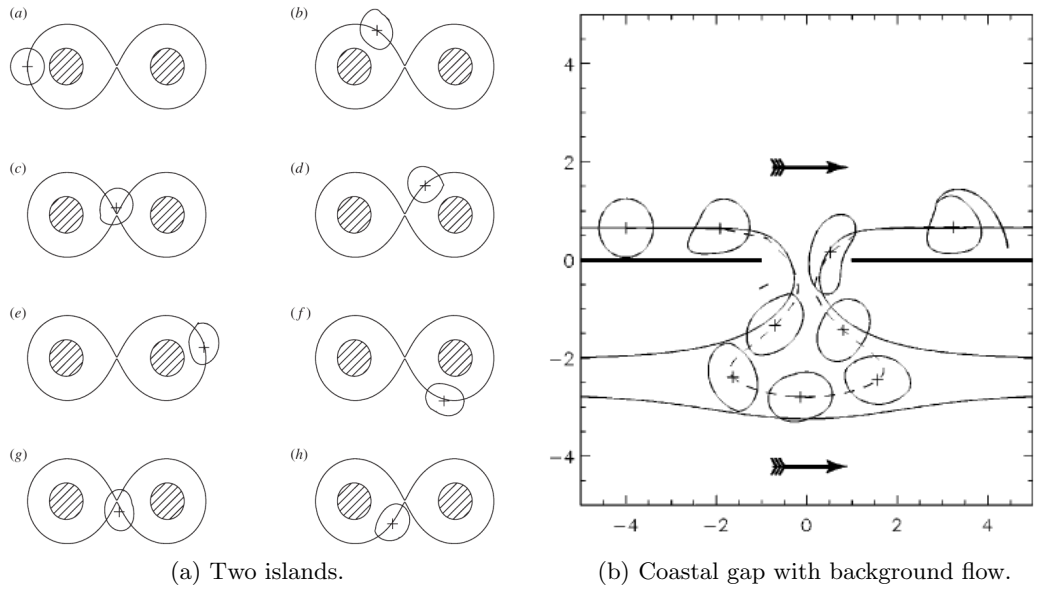 (a)
(b)
(c)
(d)
(e)
(f)
(g)
(h)
(a) Two islands.
4
2
0
−2
−4
−4 −2 0 2 4
(b) Coastal gap with background flow.